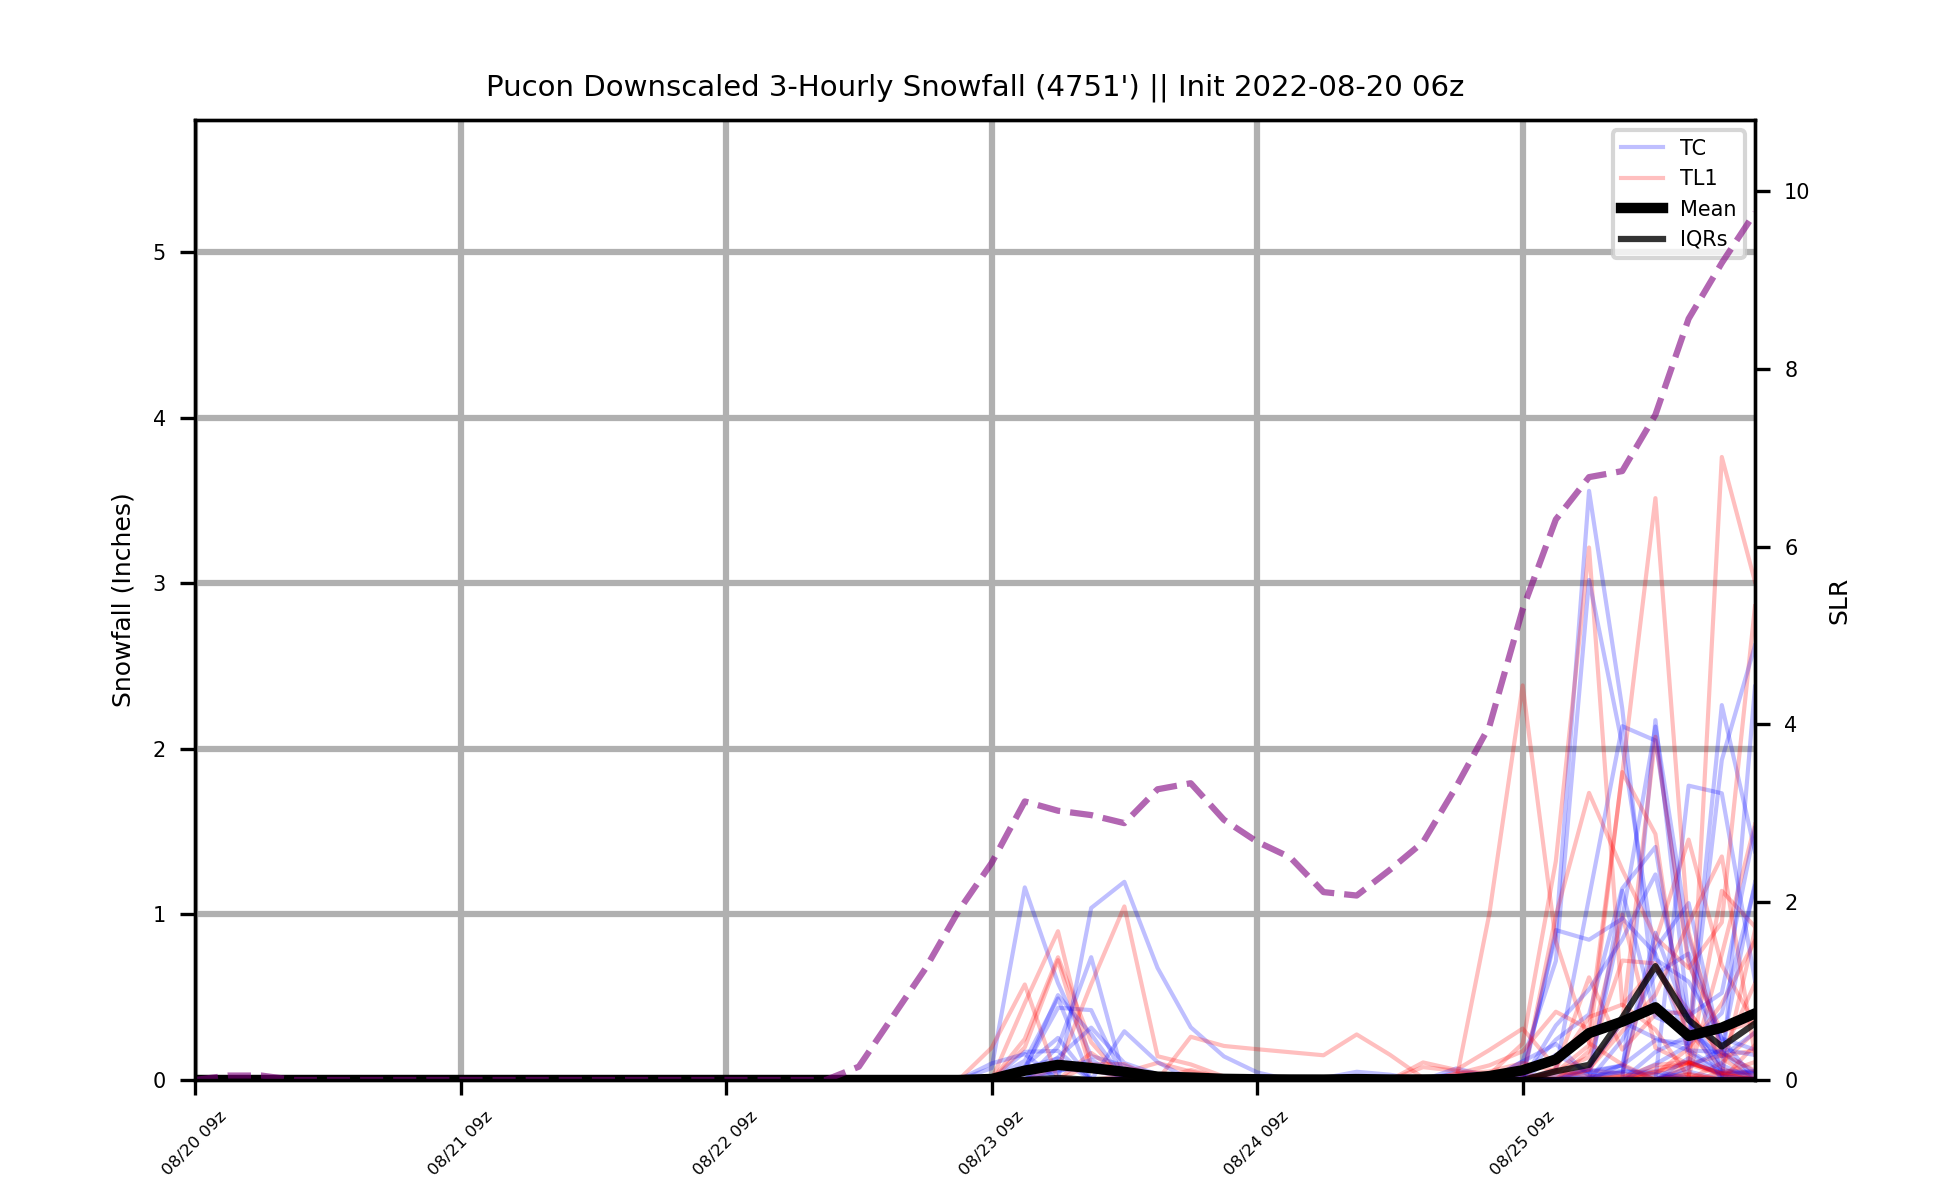 Pucon Downscaled 3-Hourly Snowfall (4751') || Init 2022-08-20 06z
TC
TL1
Mean
IQRs
Snowfall (Inches)
5
4
3
2
1
0
10
8
6
4
2
0
SLR
08/20 09z
08/21 09z
08/22 09z
08/23 09z
08/24 09z
08/25 09z